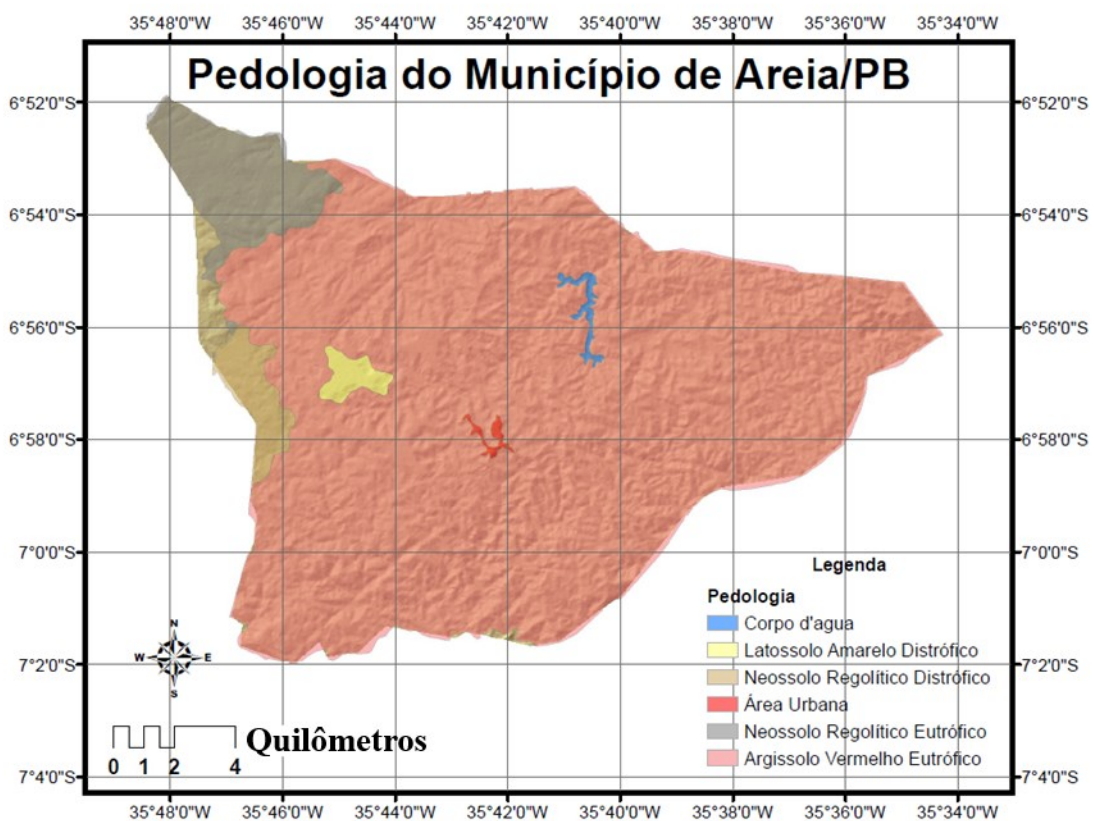 35°48'0"W 35°46'0"W 35°44'0"W 35°42'0"W 35°40'0"W 35°38'0"W 35°36'0"W 35°34'0"W
Pedologia do Município de Areia/PB
6°52'0"S 6°52'0"S
6°54'0"S 6°54'0"S
6°56'0"S 6°56'0"S
6°58'0"S 6°58'0"S
7°0'0"S 7°0'0"S
Legenda
Pedologia
Corpo d'agua
Latossolo Amarelo Distrófico
Neossolo Regolítico Distrófico
Área Urbana
Neossolo Regolítico Eutrófico
Argissolo Vermelho Eutrófico
N
W E
S
7°2'0"S 7°2'0"S
Quilômetros
0 1 2 4
7°4'0"S 7°4'0"S
35°48'0"W 35°46'0"W 35°44'0"W 35°42'0"W 35°40'0"W 35°38'0"W 35°36'0"W 35°34'0"W